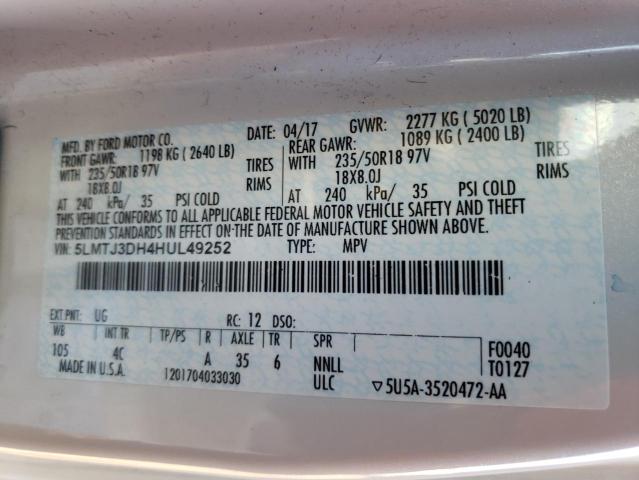 MFD. BY FORD MOTOR CO. DATE: 04/17 GVWR: 2277 KG ( 5020 LB)
FRONT GAWR: 1198 KG ( 2640 LB) REAR GAWR: 1089 KG ( 2400 LB)
WITH 235/50R18 97V TIRES WITH 235/50R18 97V TIRES
18X8.0J RIMS 18X8.0J RIMS
AT 240 kPa/ 35 PSI COLD AT 240 kPa/ 35 PSI COLD
THIS VEHICLE CONFORMS TO ALL APPLICABLE FEDERAL MOTOR VEHICLE SAFETY AND THEFT
PREVENTION STANDARDS IN EFFECT ON THE DATE OF MANUFACTURE SHOWN ABOVE.
VIN: 5LMTJ3DH4HUL49252 TYPE: MPV
EXT PNT: UG RC: 12 DSO:
WB INT TR TP/PS R AXLE TR SPR F0040
105 4C A 35 6 NNLL T0127
MADE IN U.S.A. 1201704033030 ULC 5U5A-3520472-AA